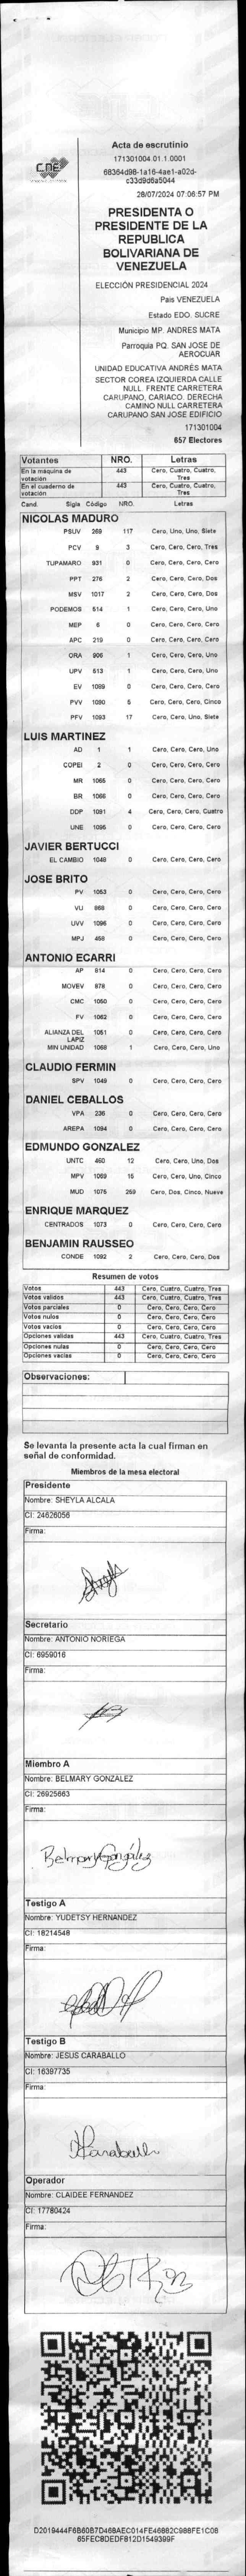 CNE
Acta de escrutinio
171301004.01.1.0001
68364d98-1a16-4ae1-a02d-
c33d9d6a5044
28/07/2024 07:06:57 PM
PRESIDENTA O
PRESIDENTE DE LA
REPUBLICA
BOLIVARIANA DE
VENEZUELA
ELECCIÓN PRESIDENCIAL 2024
Pais VENEZUELA
Estado EDO. SUCRE
Municipio MP. ANDRES MATA
Parroquia PQ. SAN JOSE DE
AEROCUAR
UNIDAD EDUCATIVA ANDRÉS MATA
SECTOR COREA IZQUIERDA CALLE
NULL. FRENTE CARRETERA
CARUPANO, CARIACO. DERECHA
CAMINO NULL CARRETERA
CARUPANO SAN JOSE EDIFICIO
171301004
657 Electores
Votantes NRO. Letras
En la máquina de votación 443 Cero, Cuatro, Cuatro, Tres
En el cuaderno de votación 443 Cero, Cuatro, Cuatro, Tres
Cand. Sigla Código NRO. Letras
NICOLAS MADURO
PSUV 269 117 Cero, Uno, Uno, Siete
PCV 9 3 Cero, Cero, Cero, Tres
TUPAMARO 931 0 Cero, Cero, Cero, Cero
PPT 276 2 Cero, Cero, Cero, Dos
MSV 1017 2 Cero, Cero, Cero, Dos
PODEMOS 514 1 Cero, Cero, Cero, Uno
MEP 6 0 Cero, Cero, Cero, Cero
APC 219 0 Cero, Cero, Cero, Cero
ORA 906 1 Cero, Cero, Cero, Uno
UPV 513 1 Cero, Cero, Cero, Uno
EV 1089 0 Cero, Cero, Cero, Cero
PVV 1090 5 Cero, Cero, Cero, Cinco
PFV 1093 17 Cero, Cero, Uno, Siete
LUIS MARTINEZ
AD 1 1 Cero, Cero, Cero, Uno
COPEI 2 0 Cero, Cero, Cero, Cero
MR 1065 0 Cero, Cero, Cero, Cero
BR 1066 0 Cero, Cero, Cero, Cero
DDP 1091 4 Cero, Cero, Cero, Cuatro
UNE 1095 0 Cero, Cero, Cero, Cero
JAVIER BERTUCCI
EL CAMBIO 1048 0 Cero, Cero, Cero, Cero
JOSE BRITO
PV 1053 0 Cero, Cero, Cero, Cero
VU 868 0 Cero, Cero, Cero, Cero
UVV 1096 0 Cero, Cero, Cero, Cero
MPJ 458 0 Cero, Cero, Cero, Cero
ANTONIO ECARRI
AP 814 0 Cero, Cero, Cero, Cero
MOVEV 878 0 Cero, Cero, Cero, Cero
CMC 1050 0 Cero, Cero, Cero, Cero
FV 1062 0 Cero, Cero, Cero, Cero
ALIANZA DEL LAPIZ 1051 0 Cero, Cero, Cero, Cero
MIN UNIDAD 1068 1 Cero, Cero, Cero, Uno
CLAUDIO FERMIN
SPV 1049 0 Cero, Cero, Cero, Cero
DANIEL CEBALLOS
VPA 236 0 Cero, Cero, Cero, Cero
AREPA 1094 0 Cero, Cero, Cero, Cero
EDMUNDO GONZALEZ
UNTC 460 12 Cero, Cero, Uno, Dos
MPV 1069 15 Cero, Cero, Uno, Cinco
MUD 1075 259 Cero, Dos, Cinco, Nueve
ENRIQUE MARQUEZ
CENTRADOS 1073 0 Cero, Cero, Cero, Cero
BENJAMIN RAUSSEO
CONDE 1092 2 Cero, Cero, Cero, Dos
Resumen de votos
Votos 443 Cero, Cuatro, Cuatro, Tres
Votos validos 443 Cero, Cuatro, Cuatro, Tres
Votos parciales 0 Cero, Cero, Cero, Cero
Votos nulos 0 Cero, Cero, Cero, Cero
Votos vacios 0 Cero, Cero, Cero, Cero
Opciones validas 443 Cero, Cuatro, Cuatro, Tres
Opciones nulas 0 Cero, Cero, Cero, Cero
Opciones vacias 0 Cero, Cero, Cero, Cero
Observaciones:
Se levanta la presente acta la cual firman en
señal de conformidad.
Miembros de la mesa electoral
Presidente
Nombre: SHEYLA ALCALA
CI: 24626056
Firma:
Secretario
Nombre: ANTONIO NORIEGA
CI: 6959016
Firma:
Miembro A
Nombre: BELMARY GONZALEZ
CI: 26925663
Firma:
Belmary González
Testigo A
Nombre: YUDETSY HERNANDEZ
CI: 18214548
Firma:
Testigo B
Nombre: JESUS CARABALLO
CI: 16397735
Firma:
Operador
Nombre: CLAIDEE FERNANDEZ
CI: 17780424
Firma:
D2019444F6B60B7D46BAEC014FE46882C988FE1C08
65FEC8DEDF812D1549399F